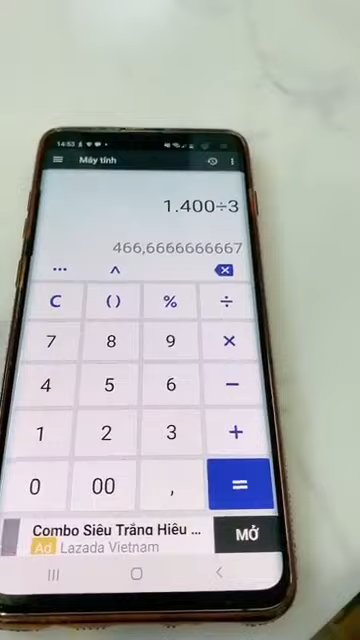 14:53
Máy tính
1.400÷3
466,6666666667
... ^
C () % ÷
7 8 9 ×
4 5 6 −
1 2 3 +
0 00 , =
Combo Siêu Trắng Hiệu ...
Ad Lazada Vietnam
MỞ